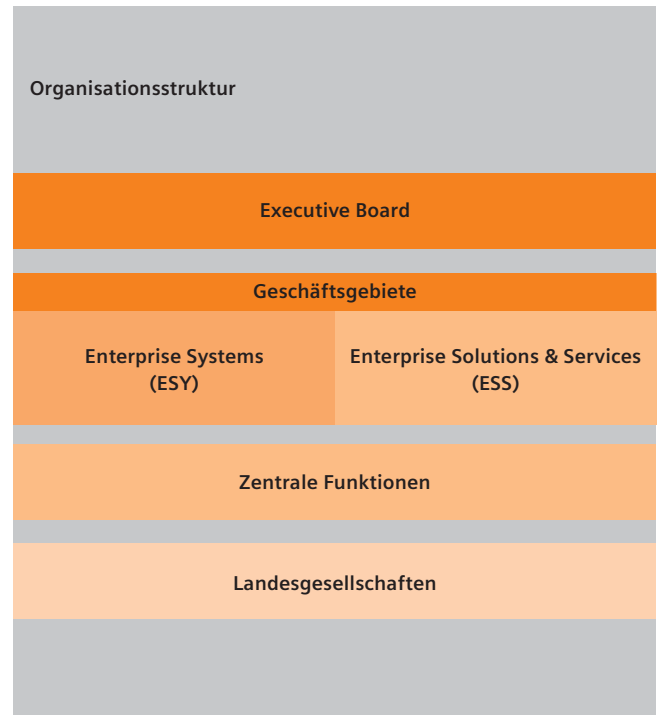 Organisationsstruktur
Executive Board
Geschäftsgebiete
Enterprise Systems
(ESY)
Enterprise Solutions & Services
(ESS)
Zentrale Funktionen
Landesgesellschaften